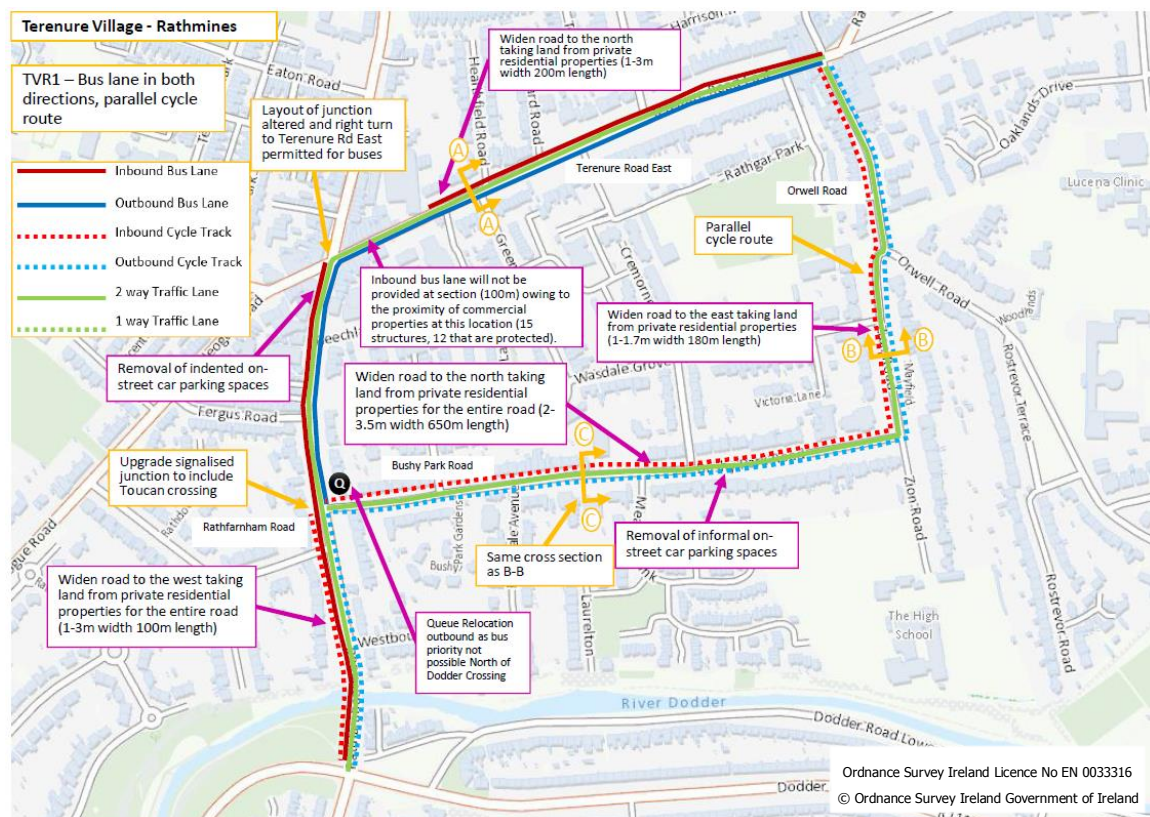 Terenure Village - Rathmines
TVR1 – Bus lane in both
directions, parallel cycle
route
Inbound Bus Lane
Outbound Bus Lane
Inbound Cycle Track
Outbound Cycle Track
2 way Traffic Lane
1 way Traffic Lane
Eaton Road
Layout of junction
altered and right turn
to Terenure Rd East
permitted for buses
Widen road to the north
taking land from private
residential properties
(1-3m width 200m length)
A
A
Terenure Road East
Rathgar Park
Orwell Road
Oaklands Drive
Lucena Clinic
Parallel
cycle route
Orwell Road
Inbound bus lane will not be
provided at section (100m) owing to
the proximity of commercial
properties at this location (15
structures, 12 that are protected).
Widen road to the east taking land
from private residential properties
(1-1.7m width 180m length)
B
B
Mayfield
Rostrevor Terrace
Removal of indented on-
street car parking spaces
Fergus Road
Wasdale Grove
Victoria Lane
Widen road to the north taking
land from private residential
properties for the entire road (2-
3.5m width 650m length)
Upgrade signalised
junction to include
Toucan crossing
Q
Bushy Park Road
C
C
Zion Road
Rathfarnham Road
Park Gardens
Same cross section
as B-B
Removal of informal on-
street car parking spaces
Widen road to the west taking
land from private residential
properties for the entire road
(1-3m width 100m length)
Queue Relocation
outbound as bus
priority not
possible North of
Dodder Crossing
Laurelton
The High
School
Rostrevor Road
River Dodder
Dodder Road Lowe
Dodder
Ordnance Survey Ireland Licence No EN 0033316
© Ordnance Survey Ireland Government of Ireland